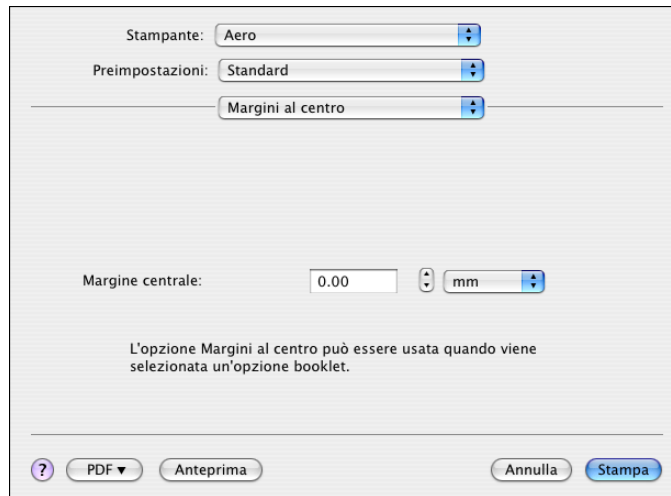 Stampante: Aero
Preimpostazioni: Standard
Margini al centro
Margine centrale: 0.00 mm
L'opzione Margini al centro può essere usata quando viene
selezionata un'opzione booklet.
? PDF ▼ Anteprima Annulla Stampa